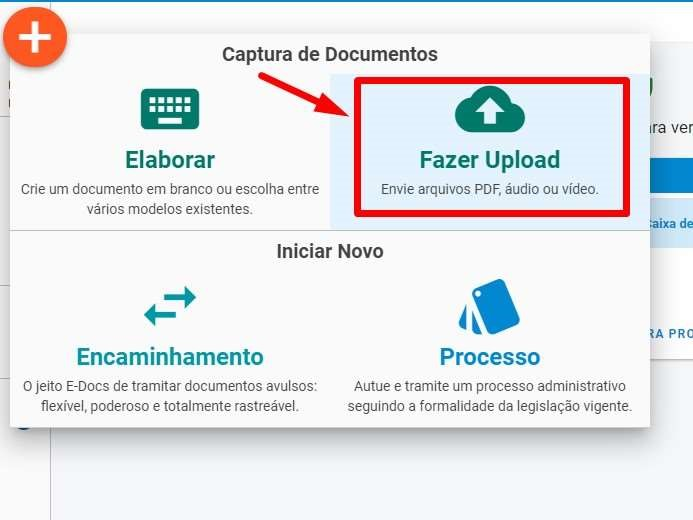 Captura de Documentos
Elaborar
Crie um documento em branco ou escolha entre
vários modelos existentes.
Fazer Upload
Envie arquivos PDF, áudio ou vídeo.
Iniciar Novo
Encaminhamento
O jeito E-Docs de tramitar documentos avulsos:
flexível, poderoso e totalmente rastreável.
Processo
Autue e tramite um processo administrativo
seguindo a formalidade da legislação vigente.
para ver
Caixa de
RA PRO